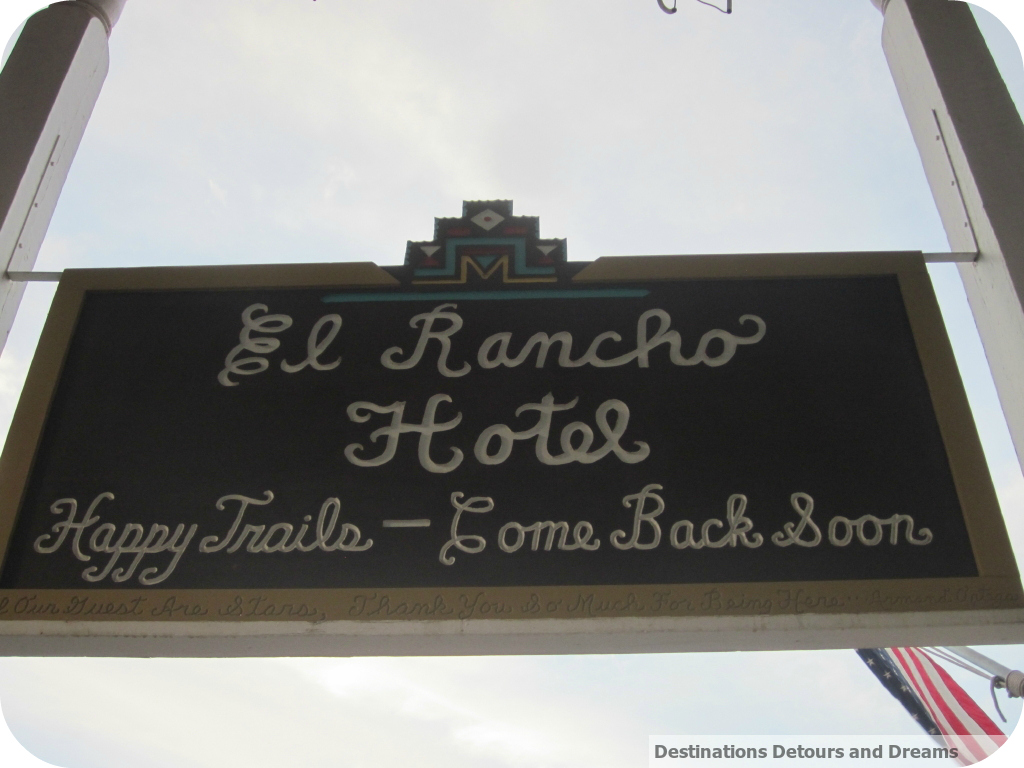 M
El Rancho
Hotel
Happy Trails – Come Back Soon
Our Guest Are Stars, Thank You So Much For Being Here -- Armand
Destinations Detours and Dreams